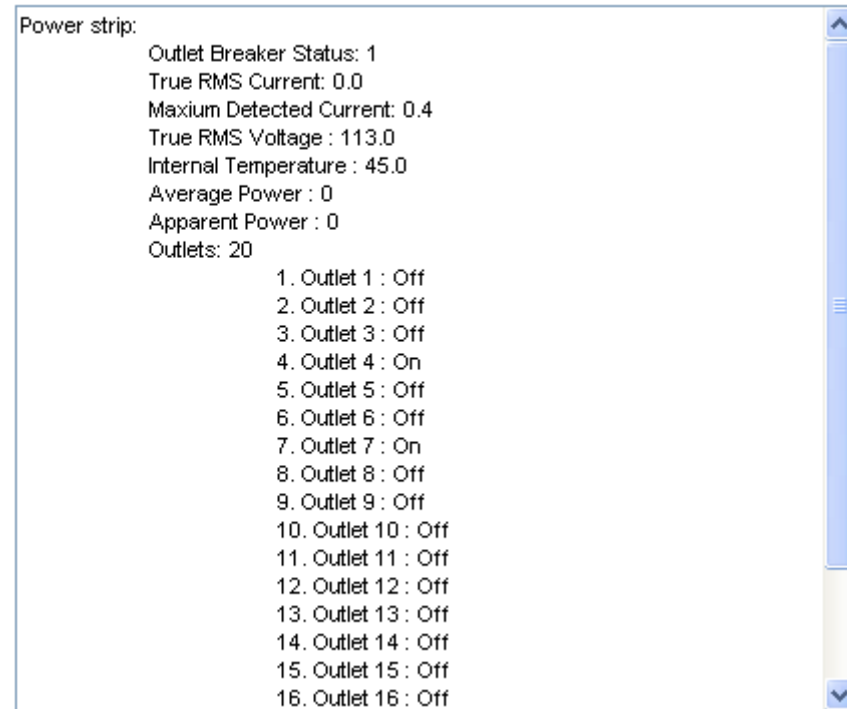 Power strip:
Outlet Breaker Status: 1
True RMS Current: 0.0
Maxium Detected Current: 0.4
True RMS Voltage : 113.0
Internal Temperature : 45.0
Average Power : 0
Apparent Power : 0
Outlets: 20
1. Outlet 1 : Off
2. Outlet 2 : Off
3. Outlet 3 : Off
4. Outlet 4 : On
5. Outlet 5 : Off
6. Outlet 6 : Off
7. Outlet 7 : On
8. Outlet 8 : Off
9. Outlet 9 : Off
10. Outlet 10 : Off
11. Outlet 11 : Off
12. Outlet 12 : Off
13. Outlet 13 : Off
14. Outlet 14 : Off
15. Outlet 15 : Off
16. Outlet 16 : Off